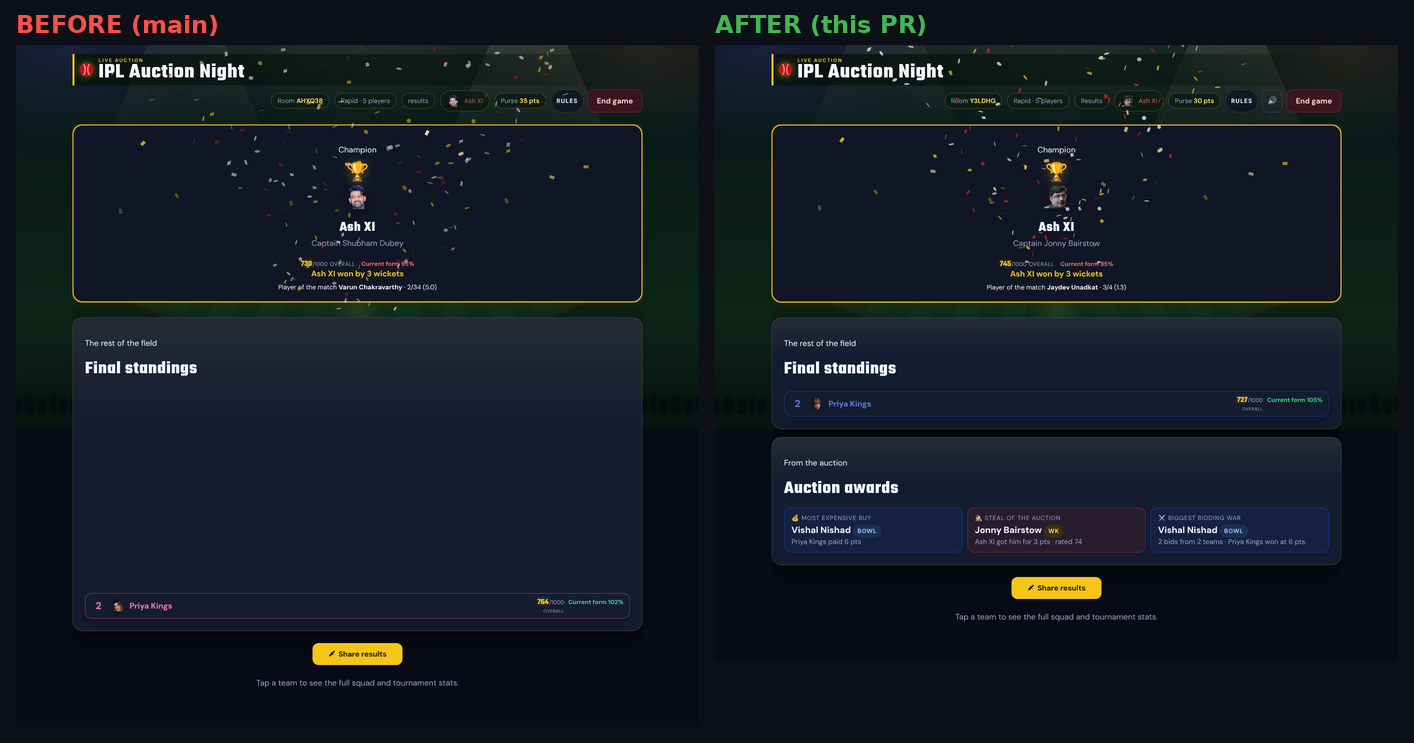 BEFORE (main)
LIVE AUCTION
IPL Auction Night
Room AHXQ38
Rapid · 5 players
results
Ash XI
Purse 35 pts
RULES
End game
Champion
Ash XI
Captain Shubham Dubey
/1000 OVERALL Current form
Ash XI won by 3 wickets
Player of the match Varun Chakravarthy · 2/34 (5.0)
The rest of the field
Final standings
2 Priya Kings
764/1000 Current form 102%
OVERALL
Share results
Tap a team to see the full squad and tournament stats.
AFTER (this PR)
LIVE AUCTION
IPL Auction Night
Room Y3LDHG
Rapid · 5 players
Results
Ash XI
Purse 30 pts
RULES
End game
Champion
Ash XI
Captain Jonny Bairstow
745/1000 OVERALL Current form 95%
Ash XI won by 3 wickets
Player of the match Jaydev Unadkat · 3/4 (1.3)
The rest of the field
Final standings
2 Priya Kings
727/1000 Current form 105%
OVERALL
From the auction
Auction awards
MOST EXPENSIVE BUY
Vishal Nishad BOWL
Priya Kings paid 6 pts
STEAL OF THE AUCTION
Jonny Bairstow WK
Ash XI got him for 3 pts · rated 74
BIGGEST BIDDING WAR
Vishal Nishad BOWL
2 bids from 2 teams · Priya Kings won at 6 pts
Share results
Tap a team to see the full squad and tournament stats.